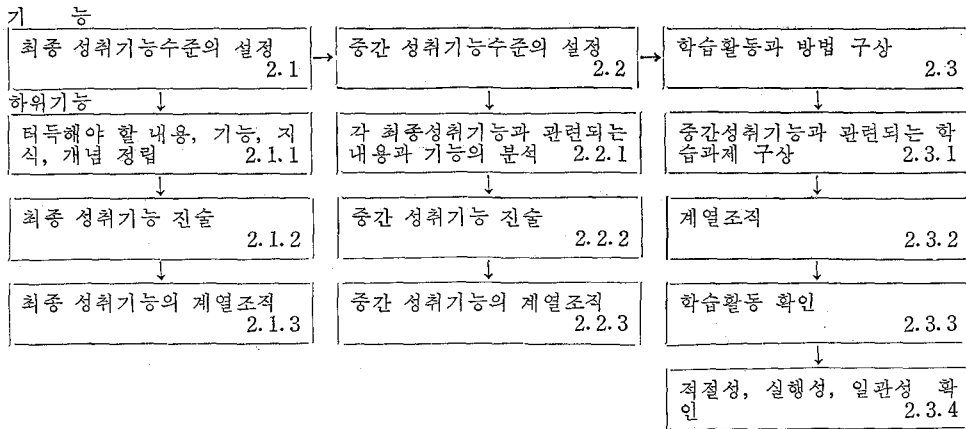 기 능
최종 성취기능수준의 설정
2.1
→
중간 성취기능수준의 설정
2.2
→
학습활동과 방법 구상
2.3
하위기능
↓
↓
↓
터득해야 할 내용, 기능, 지
식, 개념 정립 2.1.1
각 최종성취기능과 관련되는
내용과 기능의 분석 2.2.1
중간성취기능과 관련되는 학
습과제 구상 2.3.1
↓
↓
↓
최종 성취기능 진술
2.1.2
중간 성취기능 진술
2.2.2
계열조직
2.3.2
↓
↓
↓
최종 성취기능의 계열조직
2.1.3
중간 성취기능의 계열조직
2.2.3
학습활동 확인
2.3.3
↓
적절성, 실행성, 일관성 확
인 2.3.4